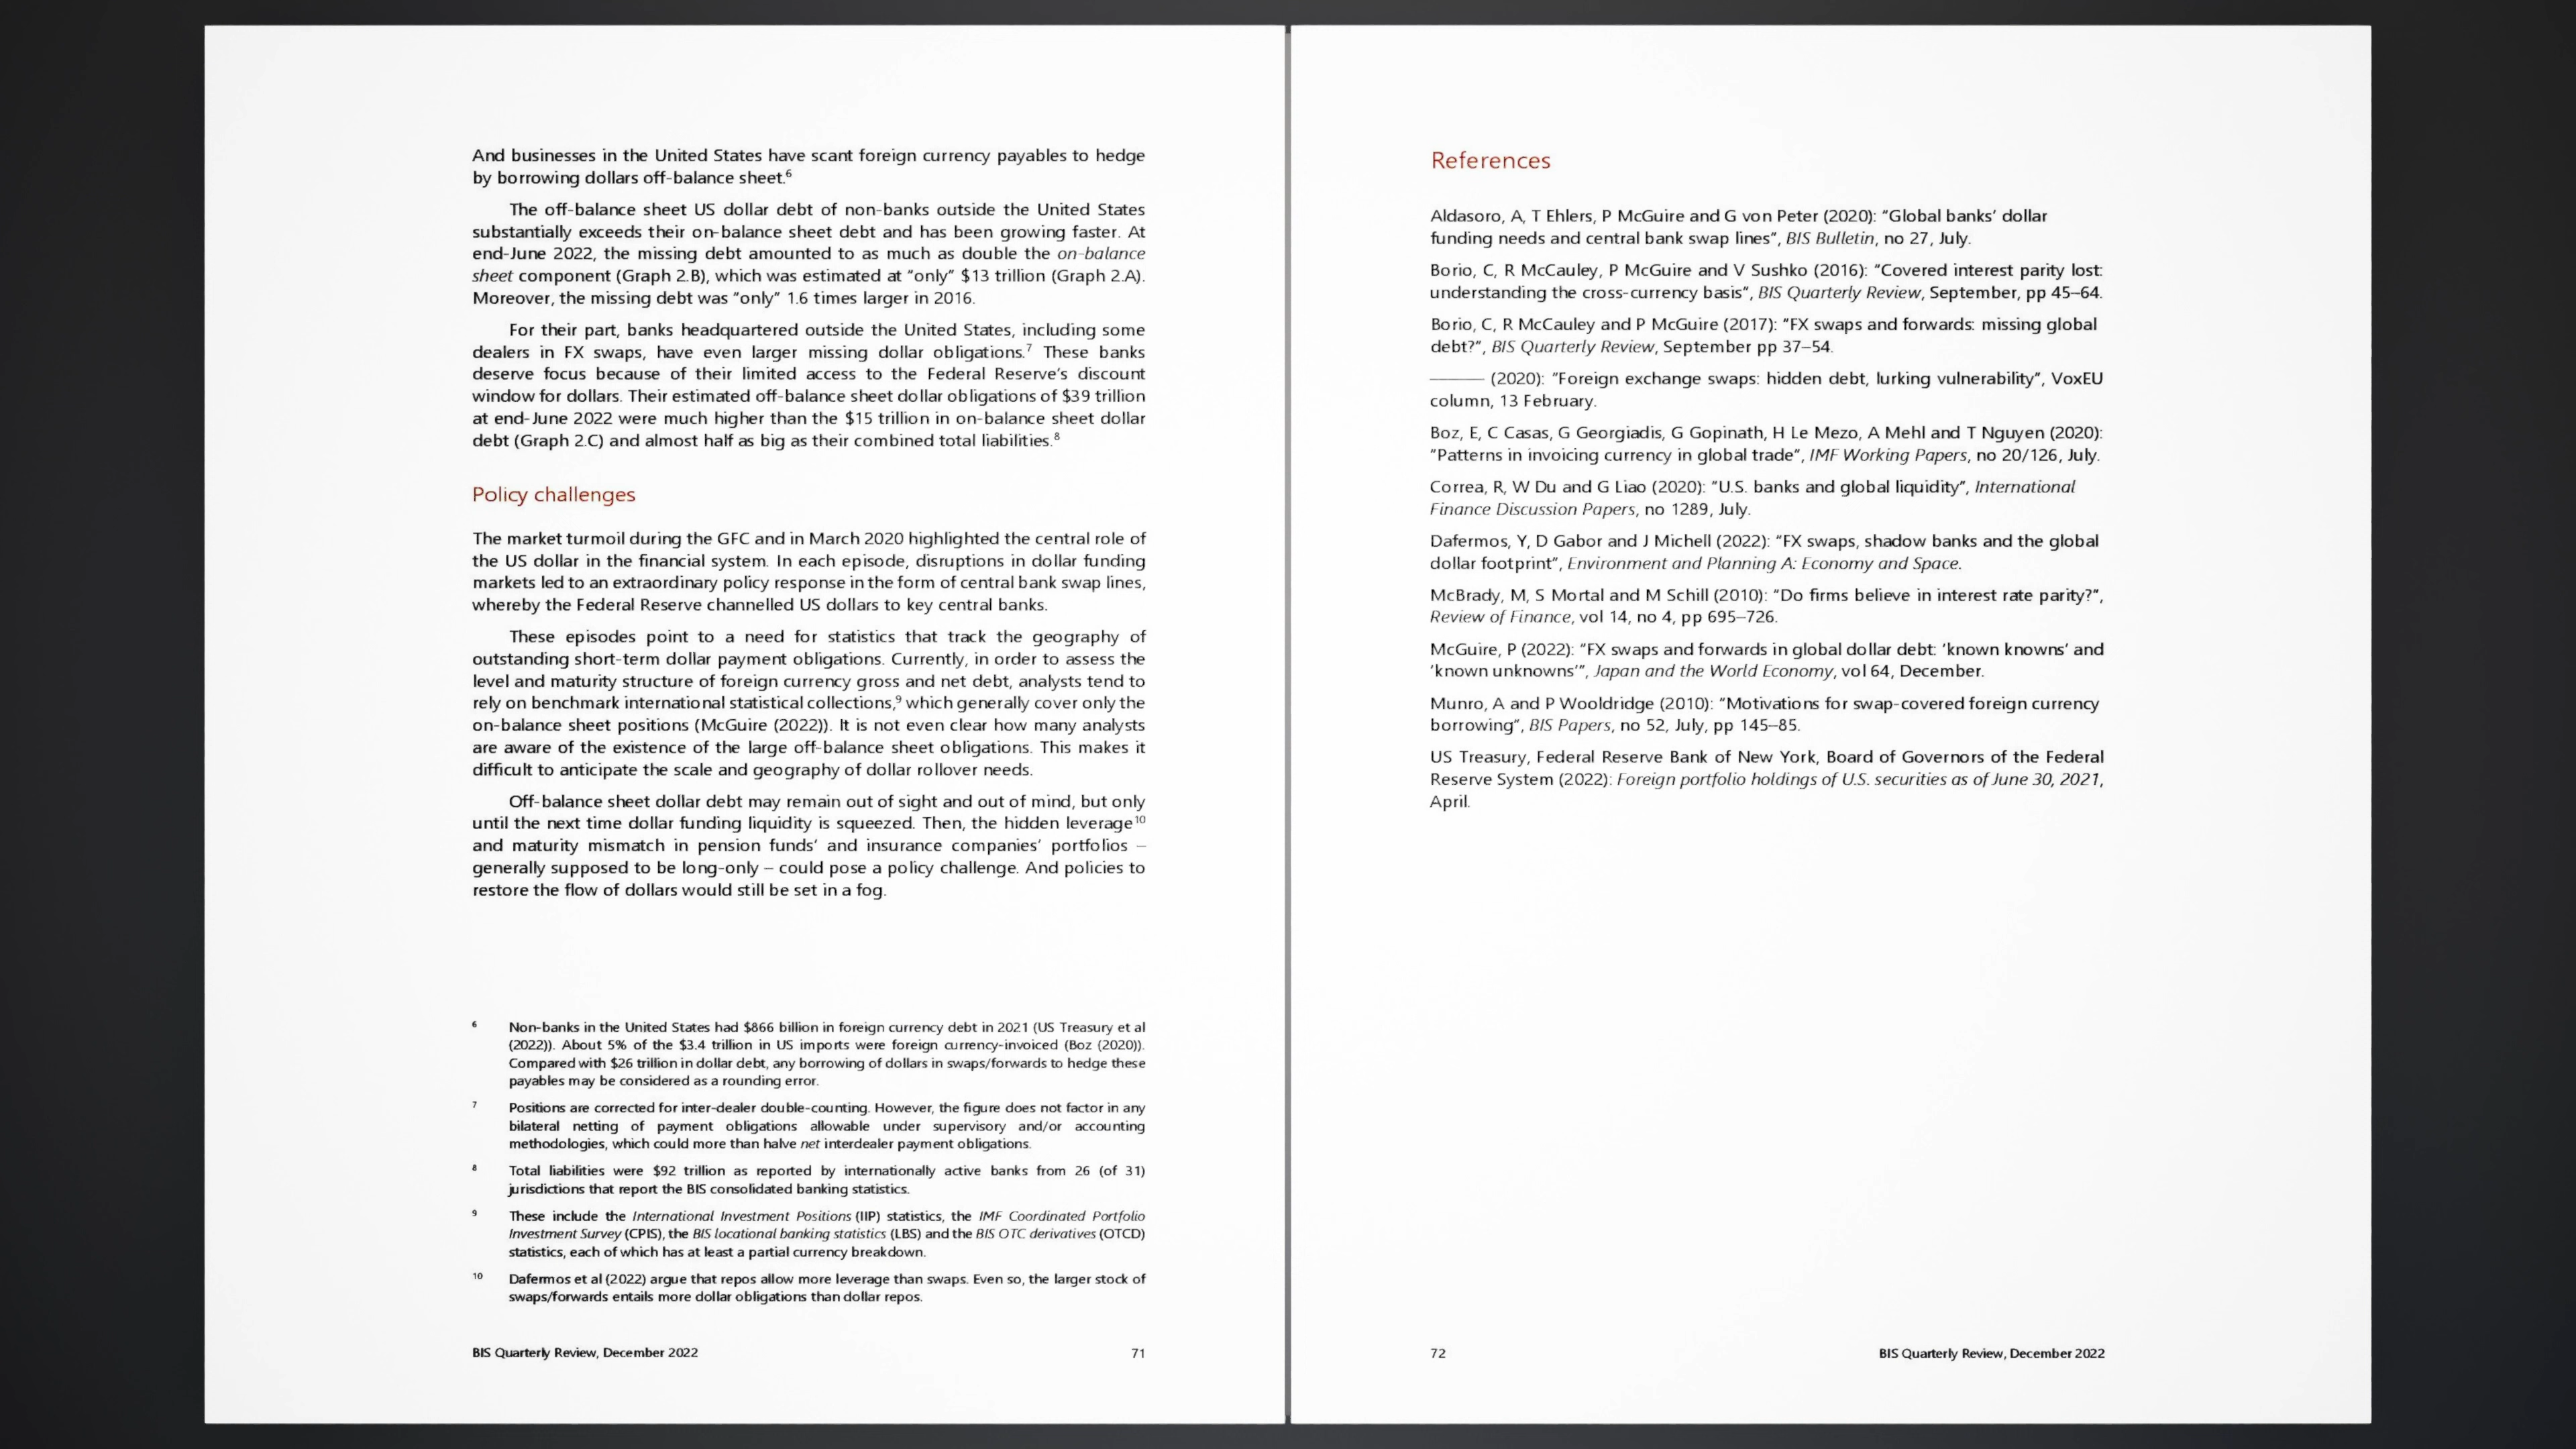 And businesses in the United States have scant foreign currency payables to hedge
by borrowing dollars off-balance sheet.⁶
The off-balance sheet US dollar debt of non-banks outside the United States
substantially exceeds their on-balance sheet debt and has been growing faster. At
end-June 2022, the missing debt amounted to as much as double the on-balance
sheet component (Graph 2.B), which was estimated at “only” $13 trillion (Graph 2.A).
Moreover, the missing debt was “only” 1.6 times larger in 2016.
For their part, banks headquartered outside the United States, including some
dealers in FX swaps, have even larger missing dollar obligations.⁷ These banks
deserve focus because of their limited access to the Federal Reserve’s discount
window for dollars. Their estimated off-balance sheet dollar obligations of $39 trillion
at end-June 2022 were much higher than the $15 trillion in on-balance sheet dollar
debt (Graph 2.C) and almost half as big as their combined total liabilities.⁸
Policy challenges
The market turmoil during the GFC and in March 2020 highlighted the central role of
the US dollar in the financial system. In each episode, disruptions in dollar funding
markets led to an extraordinary policy response in the form of central bank swap lines,
whereby the Federal Reserve channelled US dollars to key central banks.
These episodes point to a need for statistics that track the geography of
outstanding short-term dollar payment obligations. Currently, in order to assess the
level and maturity structure of foreign currency gross and net debt, analysts tend to
rely on benchmark international statistical collections,⁹ which generally cover only the
on-balance sheet positions (McGuire (2022)). It is not even clear how many analysts
are aware of the existence of the large off-balance sheet obligations. This makes it
difficult to anticipate the scale and geography of dollar rollover needs.
Off-balance sheet dollar debt may remain out of sight and out of mind, but only
until the next time dollar funding liquidity is squeezed. Then, the hidden leverage¹⁰
and maturity mismatch in pension funds’ and insurance companies’ portfolios –
generally supposed to be long-only – could pose a policy challenge. And policies to
restore the flow of dollars would still be set in a fog.
⁶ Non-banks in the United States had $866 billion in foreign currency debt in 2021 (US Treasury et al
(2022)). About 5% of the $3.4 trillion in US imports were foreign currency-invoiced (Boz (2020)).
Compared with $26 trillion in dollar debt, any borrowing of dollars in swaps/forwards to hedge these
payables may be considered as a rounding error.
⁷ Positions are corrected for inter-dealer double-counting. However, the figure does not factor in any
bilateral netting of payment obligations allowable under supervisory and/or accounting
methodologies, which could more than halve net interdealer payment obligations.
⁸ Total liabilities were $92 trillion as reported by internationally active banks from 26 (of 31)
jurisdictions that report the BIS consolidated banking statistics.
⁹ These include the International Investment Positions (IIP) statistics, the IMF Coordinated Portfolio
Investment Survey (CPIS), the BIS locational banking statistics (LBS) and the BIS OTC derivatives (OTCD)
statistics, each of which has at least a partial currency breakdown.
¹⁰ Dafermos et al (2022) argue that repos allow more leverage than swaps. Even so, the larger stock of
swaps/forwards entails more dollar obligations than dollar repos.
BIS Quarterly Review, December 2022 71
References
Aldasoro, A, T Ehlers, P McGuire and G von Peter (2020): “Global banks’ dollar
funding needs and central bank swap lines”, BIS Bulletin, no 27, July.
Borio, C, R McCauley, P McGuire and V Sushko (2016): “Covered interest parity lost:
understanding the cross-currency basis”, BIS Quarterly Review, September, pp 45–64.
Borio, C, R McCauley and P McGuire (2017): “FX swaps and forwards: missing global
debt?”, BIS Quarterly Review, September pp 37–54.
——— (2020): “Foreign exchange swaps: hidden debt, lurking vulnerability”, VoxEU
column, 13 February.
Boz, E, C Casas, G Georgiadis, G Gopinath, H Le Mezo, A Mehl and T Nguyen (2020):
“Patterns in invoicing currency in global trade”, IMF Working Papers, no 20/126, July.
Correa, R, W Du and G Liao (2020): “U.S. banks and global liquidity”, International
Finance Discussion Papers, no 1289, July.
Dafermos, Y, D Gabor and J Michell (2022): “FX swaps, shadow banks and the global
dollar footprint”, Environment and Planning A: Economy and Space.
McBrady, M, S Mortal and M Schill (2010): “Do firms believe in interest rate parity?”,
Review of Finance, vol 14, no 4, pp 695–726.
McGuire, P (2022): “FX swaps and forwards in global dollar debt: ‘known knowns’ and
‘known unknowns’”, Japan and the World Economy, vol 64, December.
Munro, A and P Wooldridge (2010): “Motivations for swap-covered foreign currency
borrowing”, BIS Papers, no 52, July, pp 145–85.
US Treasury, Federal Reserve Bank of New York, Board of Governors of the Federal
Reserve System (2022): Foreign portfolio holdings of U.S. securities as of June 30, 2021,
April.
72 BIS Quarterly Review, December 2022